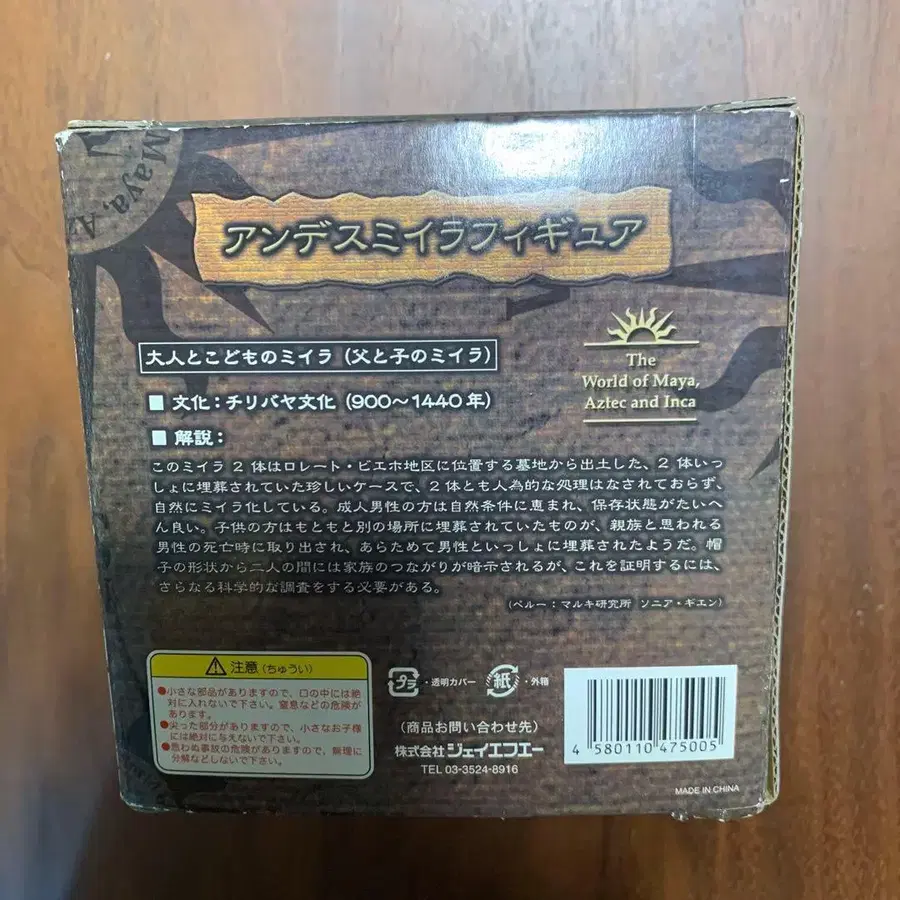 Maya, A
アンデスミイラフィギュア
大人とこどものミイラ（父と子のミイラ）
■ 文化：チリバヤ文化（900〜1440年）
■ 解説：
このミイラ 2 体はロレート・ビエホ地区に位置する墓地から出土した、2 体いっ
しょに埋葬されていた珍しいケースで、2 体とも人為的な処理はなされておらず、
自然にミイラ化している。成人男性の方は自然条件に恵まれ、保存状態がたいへ
ん良い。子供の方はもともと別の場所に埋葬されていたものが、親族と思われる
男性の死亡時に取り出され、あらためて男性といっしょに埋葬されたようだ。帽
子の形状から二人の間には家族のつながりが暗示されるが、これを証明するには、
さらなる科学的な調査をする必要がある。
（ペルー：マルキ研究所 ソニア・ギエン）
The
World of Maya,
Aztec and Inca
注意（ちゅうい）
●小さな部品がありますので、口の中には絶
対に入れないで下さい。窒息などの危険が
あります。
●尖った部分がありますので、小さなお子様
には絶対に与えないで下さい。
●思わぬ事故の危険がありますので、無理に
分解などしないで下さい。
プラ ・透明カバー 紙 ・外箱
（商品お問い合わせ先）
株式会社 ジェイエフエー
TEL 03-3524-8916
4 580110 475005
MADE IN CHINA